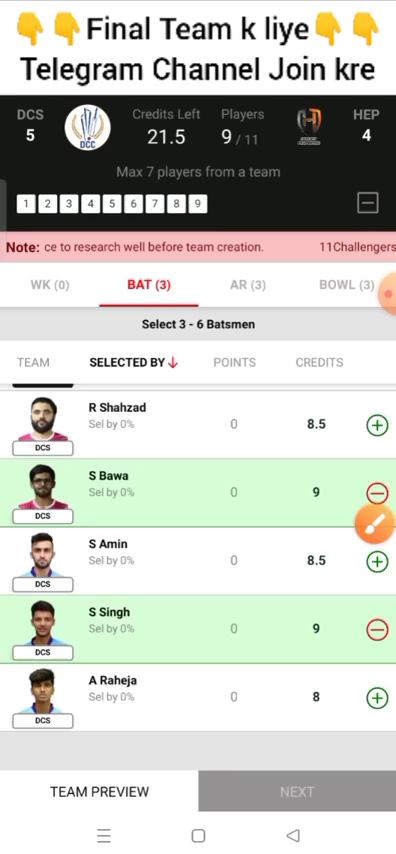 👇👇Final Team k liye👇👇
Telegram Channel Join kre
DCS Credits Left Players HEP
5 DCC 21.5 9 / 11 4
Max 7 players from a team
1 2 3 4 5 6 7 8 9
Note: ce to research well before team creation. 11Challengers
WK (0) BAT (3) AR (3) BOWL (3)
Select 3 - 6 Batsmen
TEAM SELECTED BY ↓ POINTS CREDITS
R Shahzad
Sel by 0% 0 8.5
DCS
S Bawa
Sel by 0% 0 9
DCS
S Amin
Sel by 0% 0 8.5
DCS
S Singh
Sel by 0% 0 9
DCS
A Raheja
Sel by 0% 0 8
DCS
TEAM PREVIEW NEXT